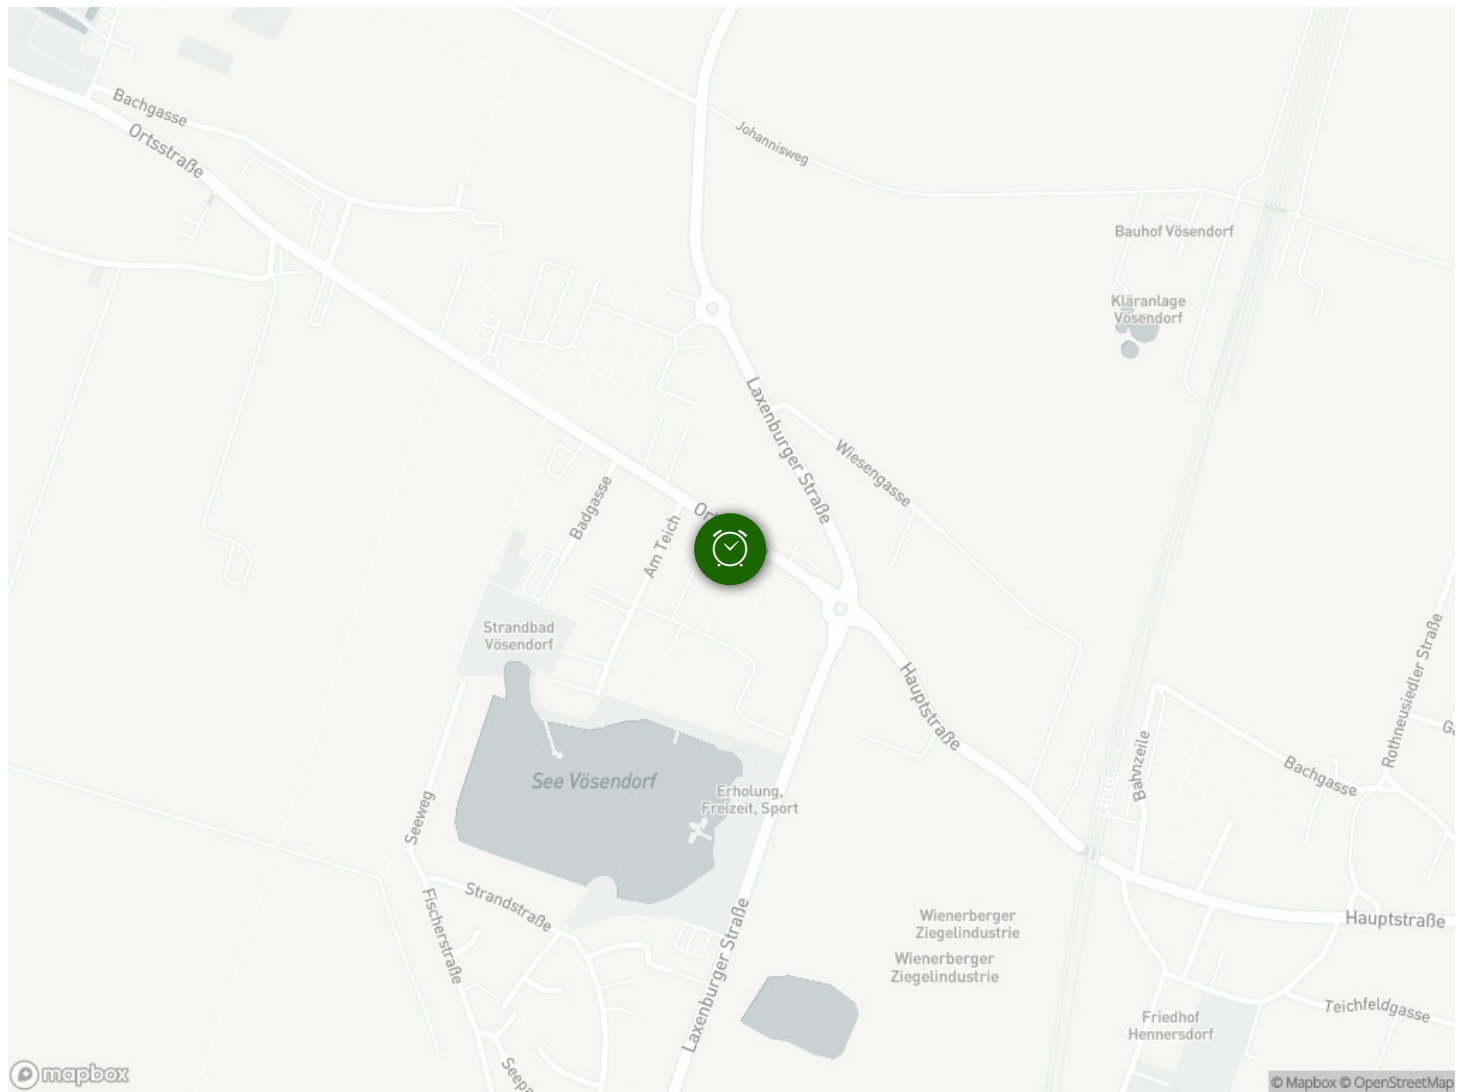 Bachgasse
Ortsstraße
Johannisweg
Bauhof Vösendorf
Kläranlage
Vösendorf
Laxenburger Straße
Wiesengasse
Badgasse
Am Teich
Strandbad
Vösendorf
Hauptstraße
Rothneusiedler Straße
Bahnzeile
Bachgasse
See Vösendorf
Erholung,
Freizeit, Sport
Seeweg
Strandstraße
Fischerstraße
Laxenburger Straße
Wienerberger
Ziegelindustrie
Wienerberger
Ziegelindustrie
Hauptstraße
Teichfeldgasse
Friedhof
Hennersdorf
mapbox
© Mapbox © OpenStreetMap